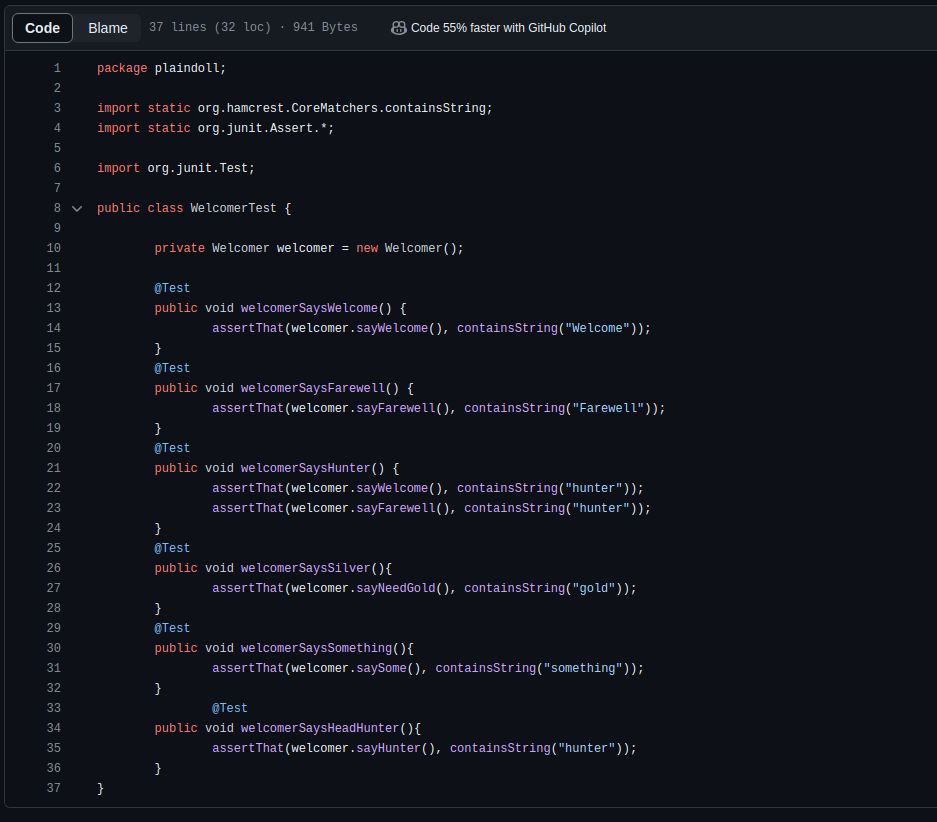 Code Blame 37 lines (32 loc) · 941 Bytes Code 55% faster with GitHub Copilot
1 package plaindoll;
2
3 import static org.hamcrest.CoreMatchers.containsString;
4 import static org.junit.Assert.*;
5
6 import org.junit.Test;
7
8 public class WelcomerTest {
9
10 private Welcomer welcomer = new Welcomer();
11
12 @Test
13 public void welcomerSaysWelcome() {
14 assertThat(welcomer.sayWelcome(), containsString("Welcome"));
15 }
16 @Test
17 public void welcomerSaysFarewell() {
18 assertThat(welcomer.sayFarewell(), containsString("Farewell"));
19 }
20 @Test
21 public void welcomerSaysHunter() {
22 assertThat(welcomer.sayWelcome(), containsString("hunter"));
23 assertThat(welcomer.sayFarewell(), containsString("hunter"));
24 }
25 @Test
26 public void welcomerSaysSilver(){
27 assertThat(welcomer.sayNeedGold(), containsString("gold"));
28 }
29 @Test
30 public void welcomerSaysSomething(){
31 assertThat(welcomer.saySome(), containsString("something"));
32 }
33 @Test
34 public void welcomerSaysHeadHunter(){
35 assertThat(welcomer.sayHunter(), containsString("hunter"));
36 }
37 }